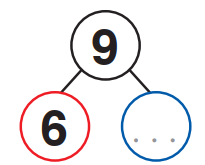 9
6 . . .